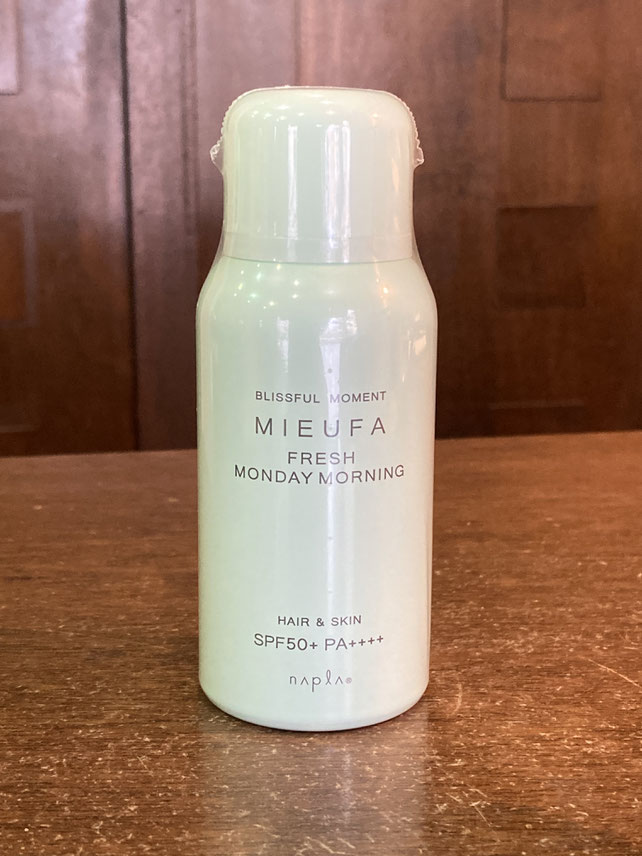 BLISSFUL MOMENT
MIEUFA
FRESH
MONDAY MORNING
HAIR & SKIN
SPF50+ PA++++
napla